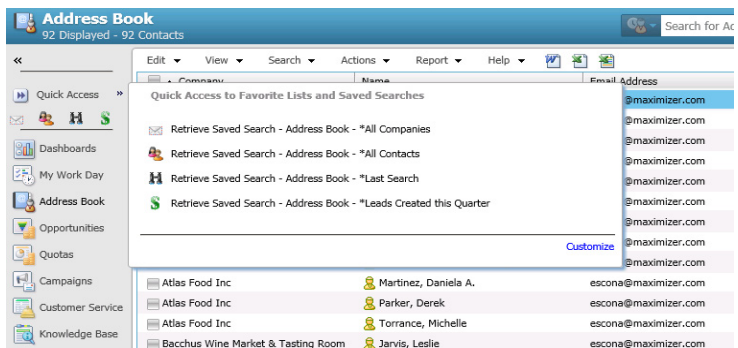 Address Book
92 Displayed - 92 Contacts
Search for Ad
«
Edit View Search Actions Report Help
Company Name Email Address
Quick Access »
Quick Access to Favorite Lists and Saved Searches
Retrieve Saved Search - Address Book - *All Companies
Retrieve Saved Search - Address Book - *All Contacts
Retrieve Saved Search - Address Book - *Last Search
Retrieve Saved Search - Address Book - *Leads Created this Quarter
Customize
@maximizer.com
@maximizer.com
@maximizer.com
@maximizer.com
@maximizer.com
@maximizer.com
@maximizer.com
@maximizer.com
@maximizer.com
Dashboards
My Work Day
Address Book
Opportunities
Quotas
Campaigns
Customer Service
Knowledge Base
Atlas Food Inc Martinez, Daniela A. escona@maximizer.com
Atlas Food Inc Parker, Derek escona@maximizer.com
Atlas Food Inc Torrance, Michelle escona@maximizer.com
Bacchus Wine Market & Tasting Room Jarvis, Leslie escona@maximizer.com